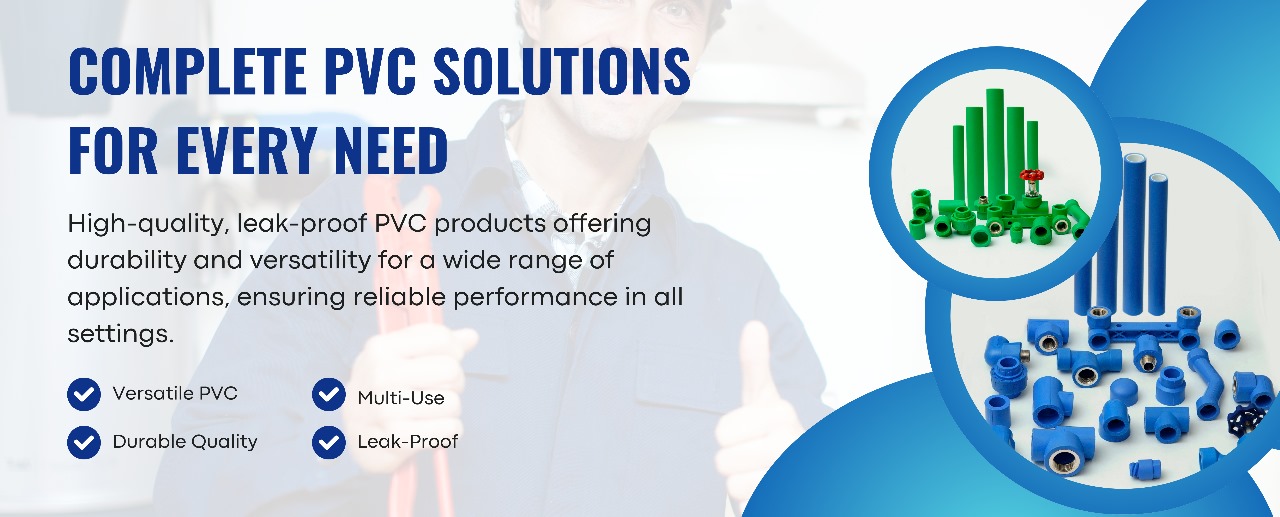 COMPLETE PVC SOLUTIONS
FOR EVERY NEED
High-quality, leak-proof PVC products offering
durability and versatility for a wide range of
applications, ensuring reliable performance in all
settings.
Versatile PVC
Multi-Use
Durable Quality
Leak-Proof